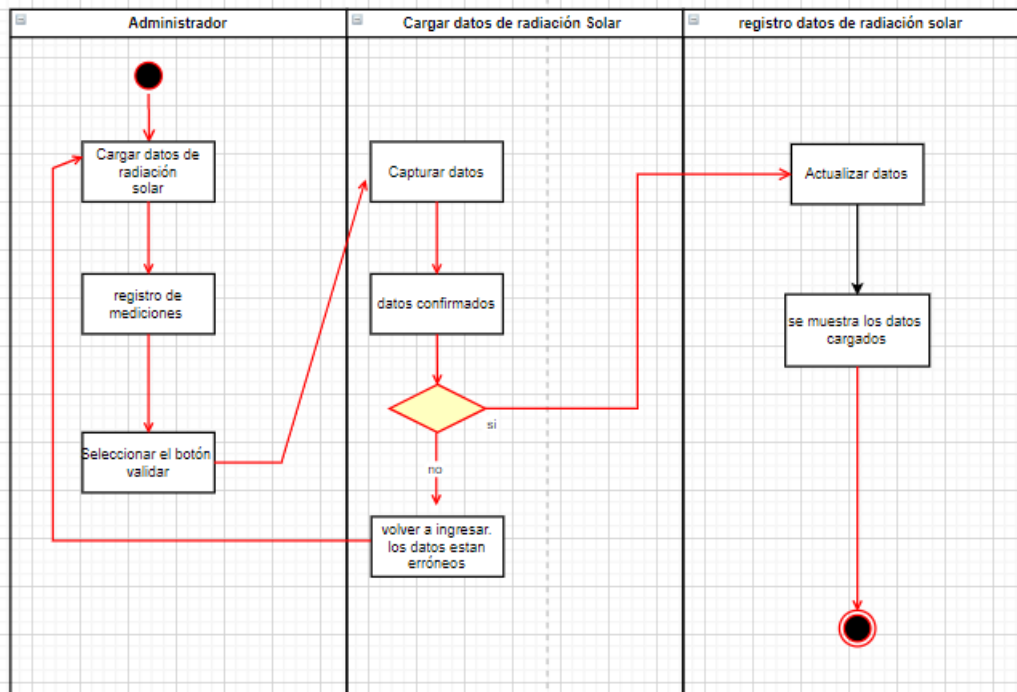 Administrador
Cargar datos de radiación Solar
registro datos de radiación solar
Cargar datos de
radiación
solar
registro de
mediciones
Seleccionar el botón
validar
Capturar datos
datos confirmados
si
no
volver a ingresar.
los datos estan
erróneos
Actualizar datos
se muestra los datos
cargados